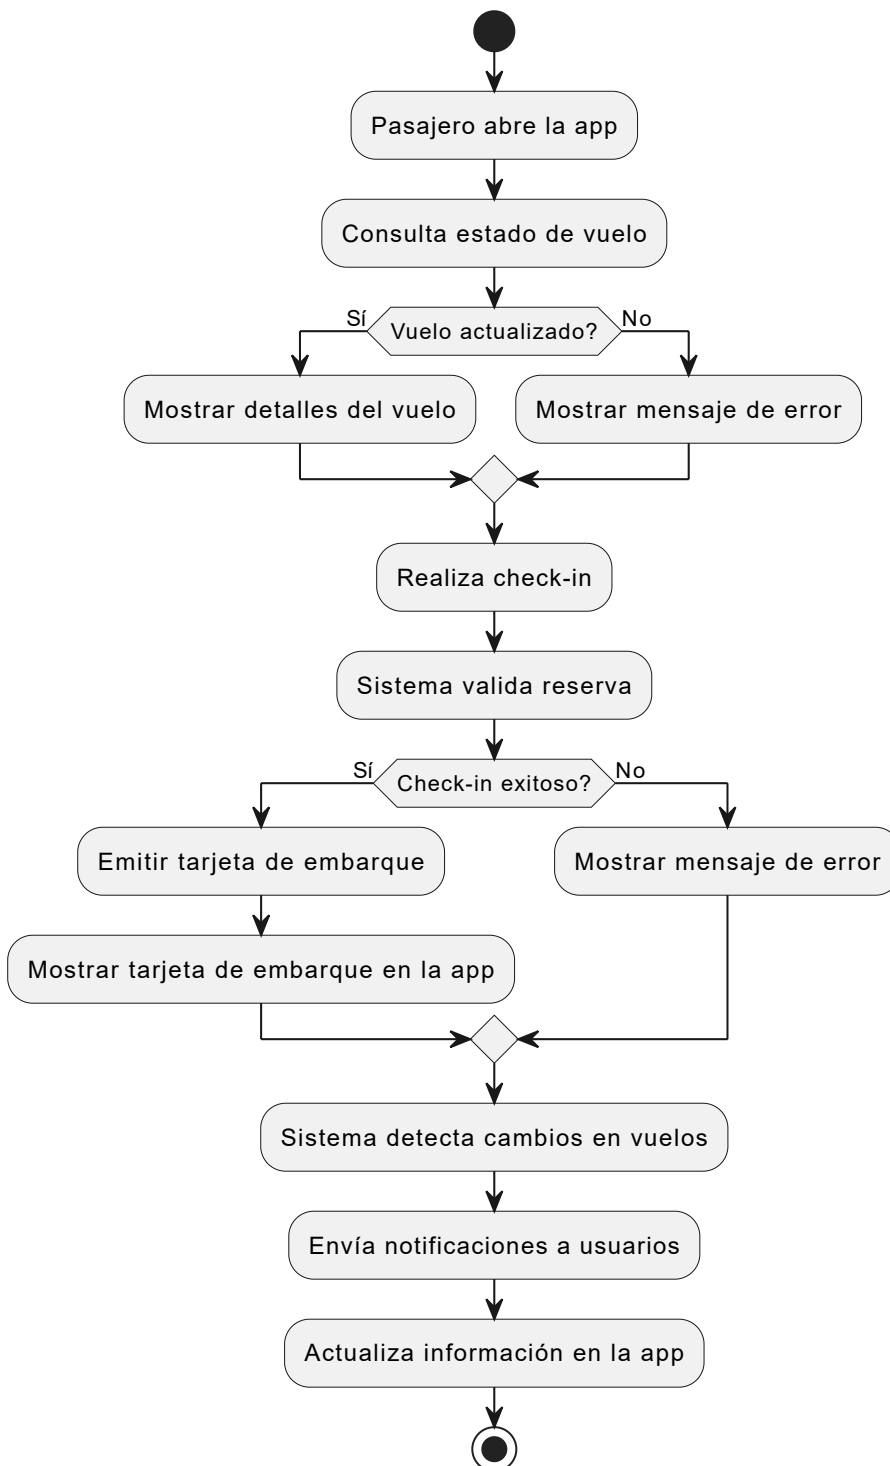 Pasajero abre la app
Consulta estado de vuelo
Sí
Vuelo actualizado?
No
Mostrar detalles del vuelo
Mostrar mensaje de error
Realiza check-in
Sistema valida reserva
Sí
Check-in exitoso?
No
Emitir tarjeta de embarque
Mostrar mensaje de error
Mostrar tarjeta de embarque en la app
Sistema detecta cambios en vuelos
Envía notificaciones a usuarios
Actualiza información en la app